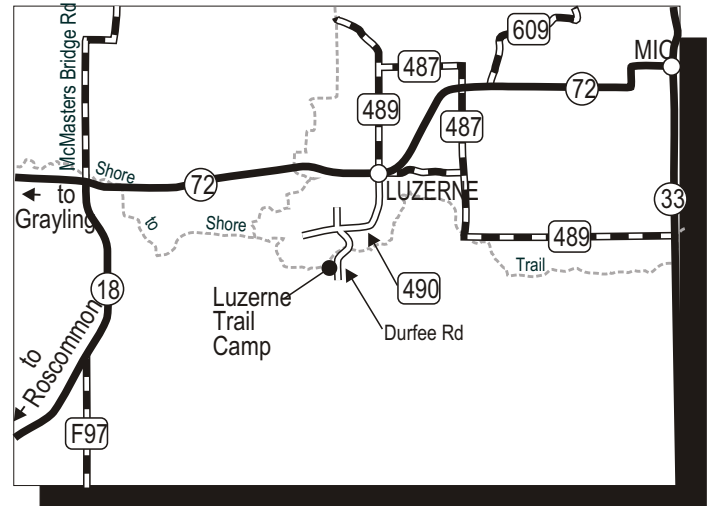 McMasters Bridge Rd
609
MIO
487
72
489
487
Shore
72
LUZERNE
to
Grayling
33
to
Shore
489
Trail
18
490
Luzerne
Trail
Camp
Durfee Rd
to
Roscommon
F97